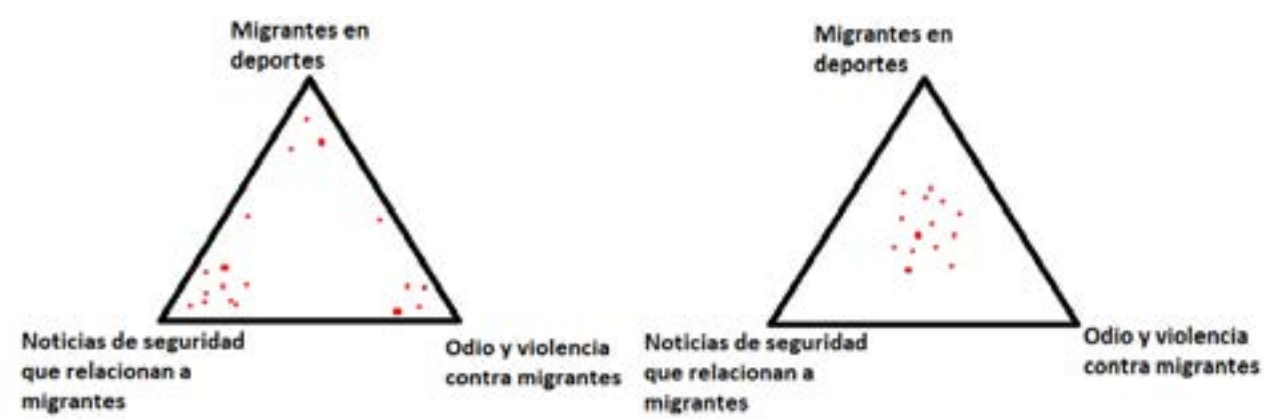 Migrantes en
deportes
Noticias de seguridad
que relacionan a
migrantes
Odio y violencia
contra migrantes
Migrantes en
deportes
Noticias de seguridad
que relacionan a
migrantes
Odio y violencia
contra migrantes